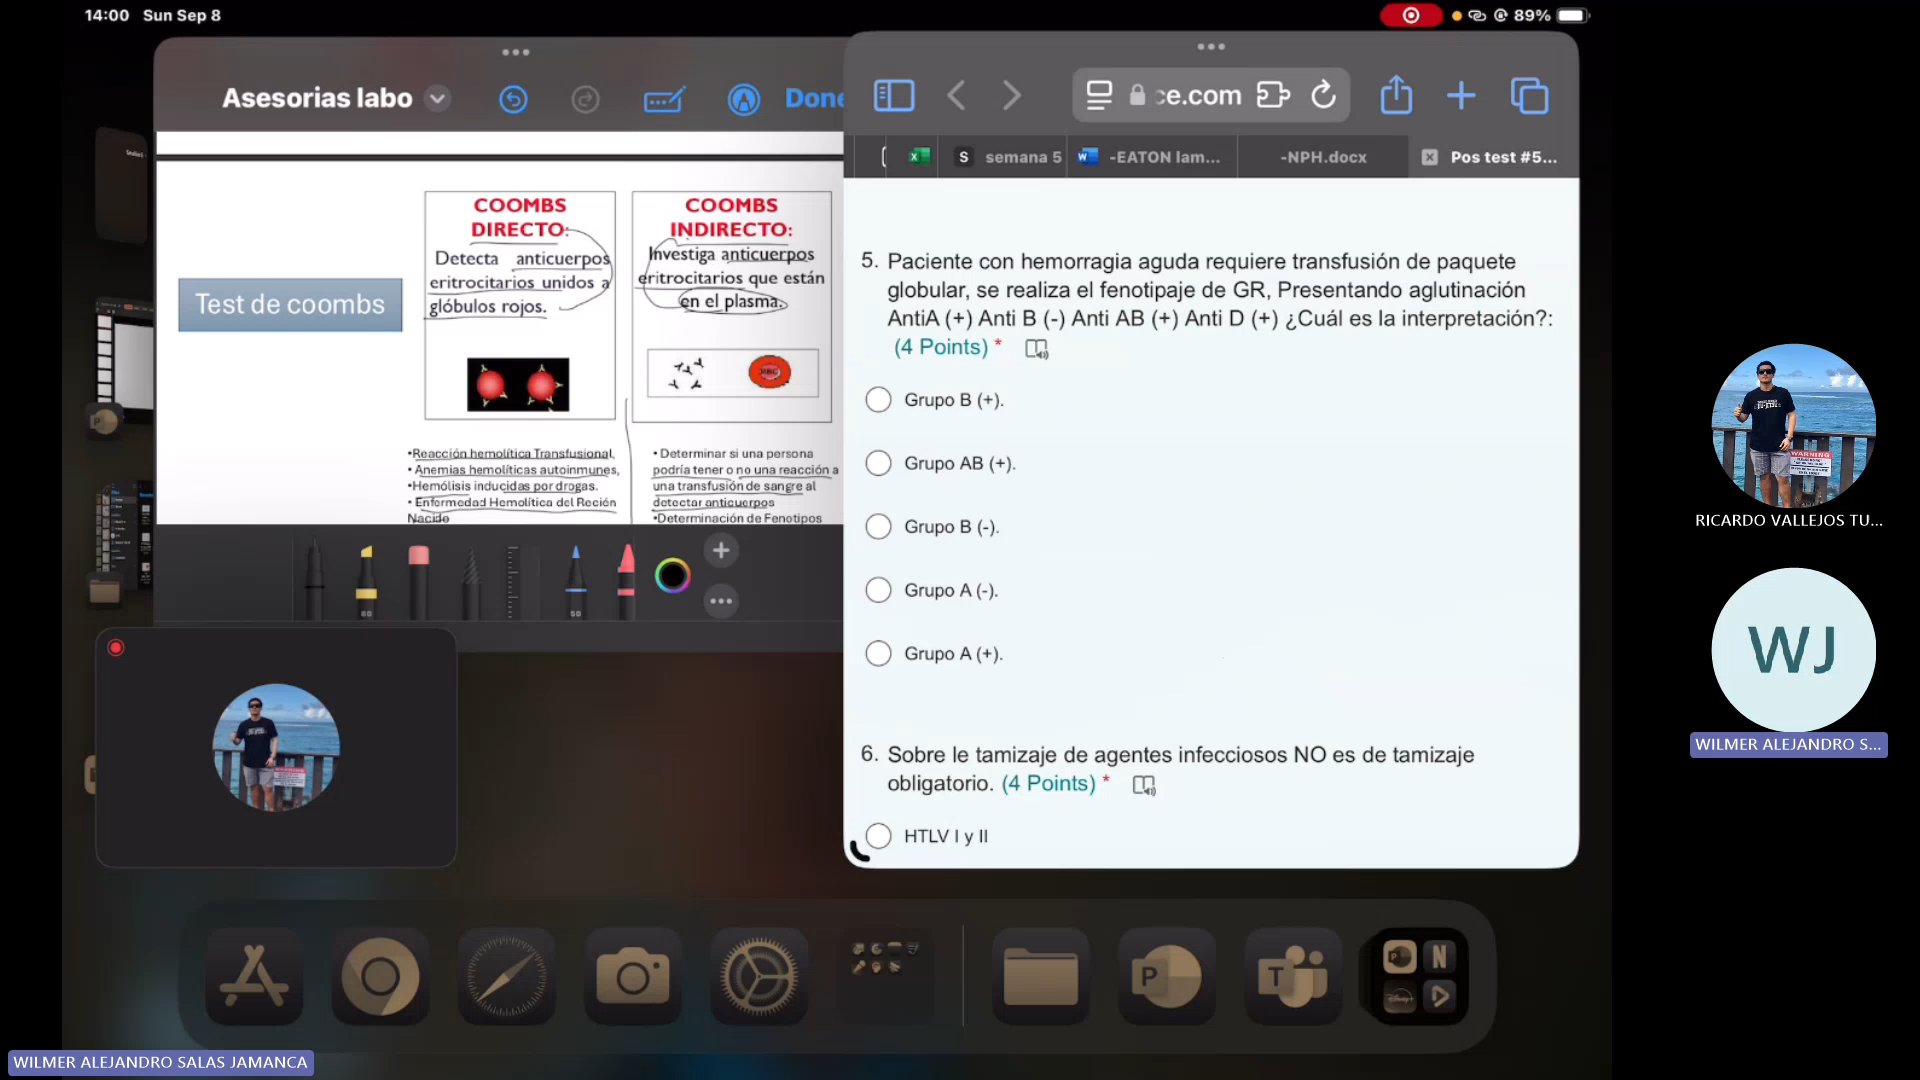 14:00 Sun Sep 8
89%
Asesorias labo
Done
COOMBS
DIRECTO:
Detecta anticuerpos
eritrocitarios unidos a
glóbulos rojos.
COOMBS
INDIRECTO:
Investiga anticuerpos
eritrocitarios que están
en el plasma.
Test de coombs
•Reacción hemolítica Transfusional.
• Anemias hemolíticas autoinmunes,
•Hemólisis inducidas por drogas.
• Enfermedad Hemolítica del Recién
Nacido
• Determinar si una persona
podría tener o no una reacción a
una transfusión de sangre al
detectar anticuerpos
•Determinación de Fenotipos
60
50
ce.com
S semana 5
-EATON lam...
-NPH.docx
Pos test #5...
5. Paciente con hemorragia aguda requiere transfusión de paquete
globular, se realiza el fenotipaje de GR, Presentando aglutinación
AntiA (+) Anti B (-) Anti AB (+) Anti D (+) ¿Cuál es la interpretación?:
(4 Points) *
Grupo B (+).
Grupo AB (+).
Grupo B (-).
Grupo A (-).
Grupo A (+).
6. Sobre le tamizaje de agentes infecciosos NO es de tamizaje
obligatorio. (4 Points) *
HTLV I y II
RICARDO VALLEJOS TU...
WJ
WILMER ALEJANDRO S...
WILMER ALEJANDRO SALAS JAMANCA